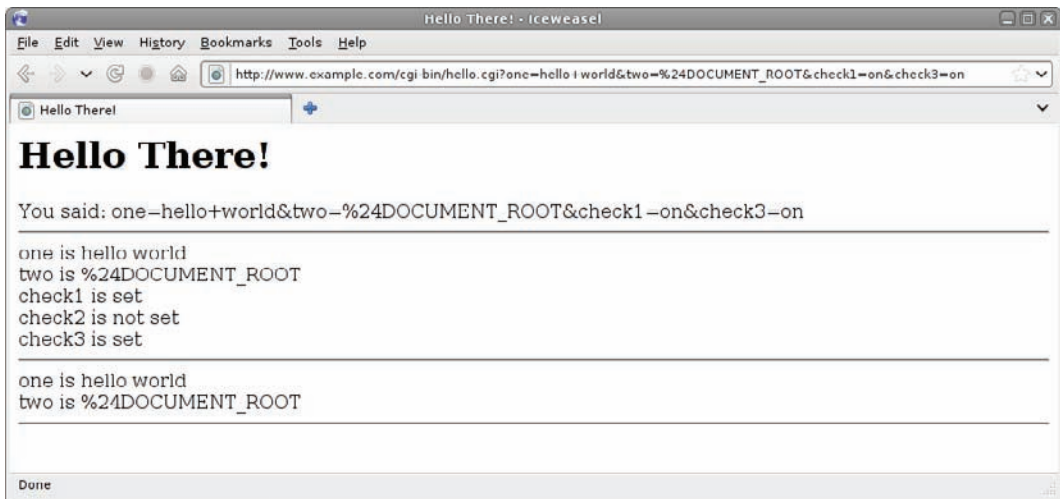 Hello There! - Iceweasel
File Edit View History Bookmarks Tools Help
http://www.example.com/cgi-bin/hello.cgi?one=hello+world&two=%24DOCUMENT_ROOT&check1=on&check3=on
Hello There!
Hello There!
You said: one=hello+world&two=%24DOCUMENT_ROOT&check1=on&check3=on
one is hello world
two is %24DOCUMENT_ROOT
check1 is set
check2 is not set
check3 is set
one is hello world
two is %24DOCUMENT_ROOT
Done